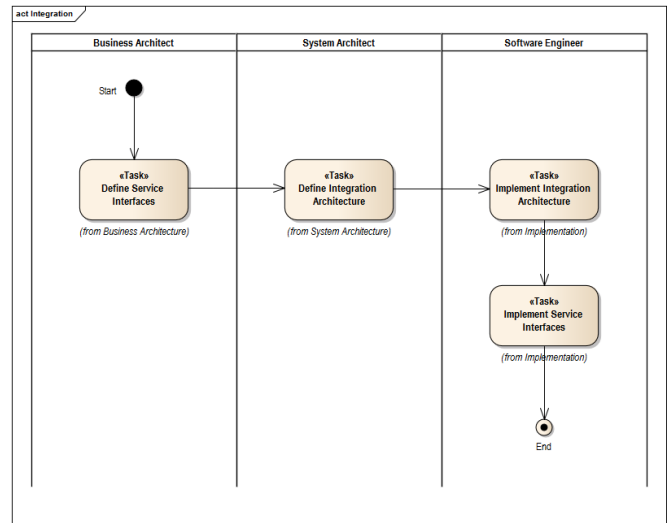 act Integration
Business Architect
System Architect
Software Engineer
Start
«Task»
Define Service
Interfaces
(from Business Architecture)
«Task»
Define Integration
Architecture
(from System Architecture)
«Task»
Implement Integration
Architecture
(from Implementation)
«Task»
Implement Service
Interfaces
(from Implementation)
End